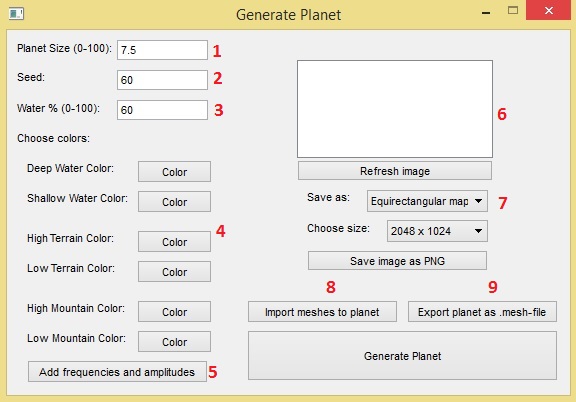 Generate Planet
Planet Size (0-100): 7.5 1
Seed: 60 2
Water % (0-100): 60 3
Choose colors:
Deep Water Color: Color
Shallow Water Color: Color
High Terrain Color: Color 4
Low Terrain Color: Color
High Mountain Color: Color
Low Mountain Color: Color
Add frequencies and amplitudes 5
6
Refresh image
Save as: Equirectangular map 7
Choose size: 2048 x 1024
Save image as PNG
8 9
Import meshes to planet Export planet as .mesh-file
Generate Planet